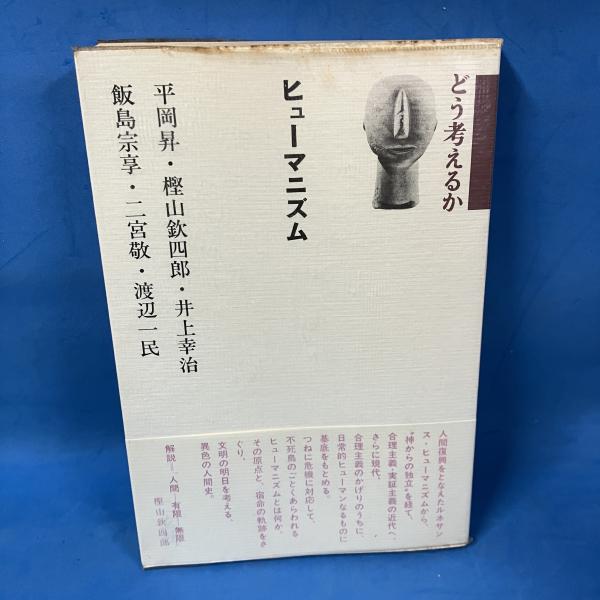 どう考えるか
ヒューマニズム
平岡昇・樫山欽四郎・井上幸治
飯島宗享・二宮敬・渡辺一民
人間復興をとなえたルネサン
ス・ヒューマニズムから、
"神からの独立"を経て、
合理主義・実証主義の近代へ、
さらに現代、
合理主義のかげりのうちに、
日常的ヒューマンなるものに
基底をもとめる。
つねに危機に対応して、
不死鳥のごとくあらわれる
ヒューマニズムとは何か。
その原点と、宿命の軌跡をさ
ぐり、
文明の明日を考える、
異色の人間史。
解説=人間―有限―無限
樫山欽四郎